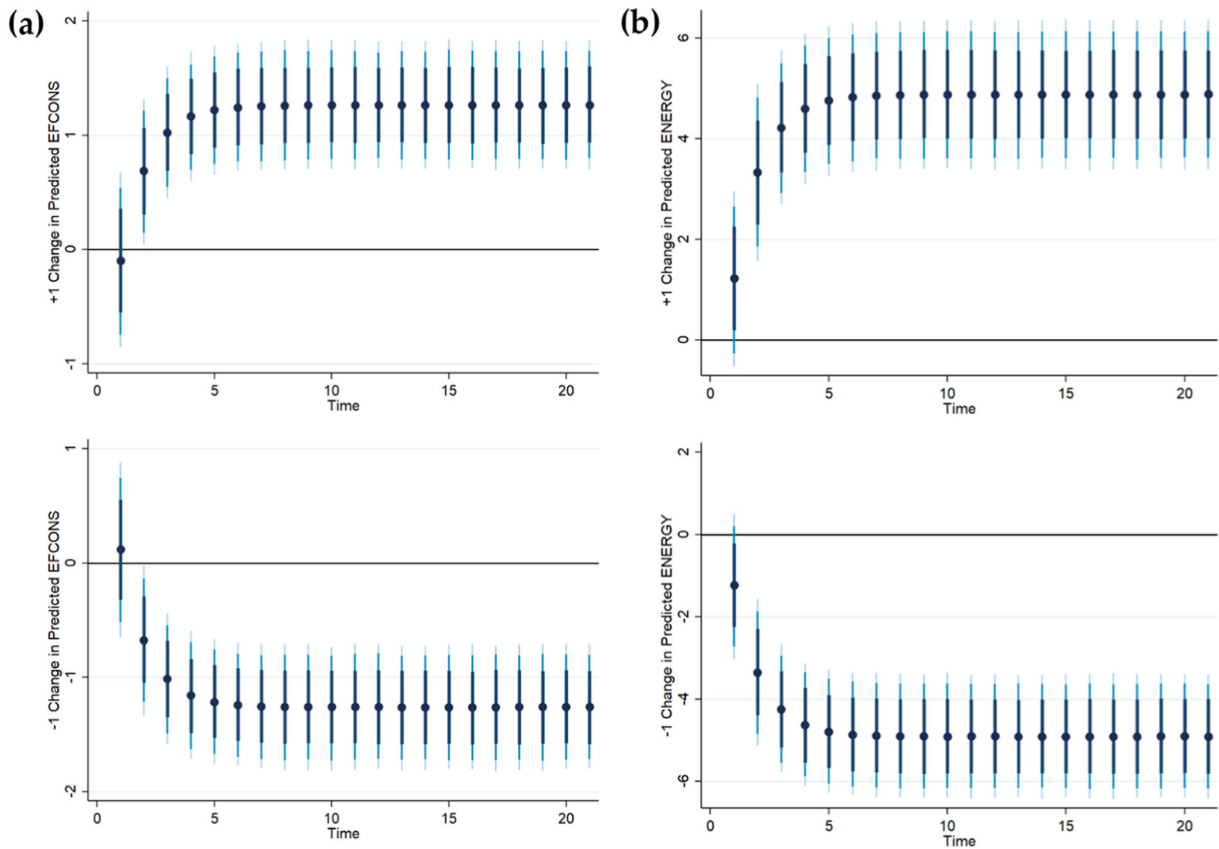 (a)
+1 Change in Predicted EFCONS
2
1
0
-1
0 5 10 15 20
Time
(b)
+1 Change in Predicted ENERGY
6
4
2
0
0 5 10 15 20
Time
-1 Change in Predicted EFCONS
1
0
-1
-2
0 5 10 15 20
Time
-1 Change in Predicted ENERGY
2
0
-2
-4
-6
0 5 10 15 20
Time